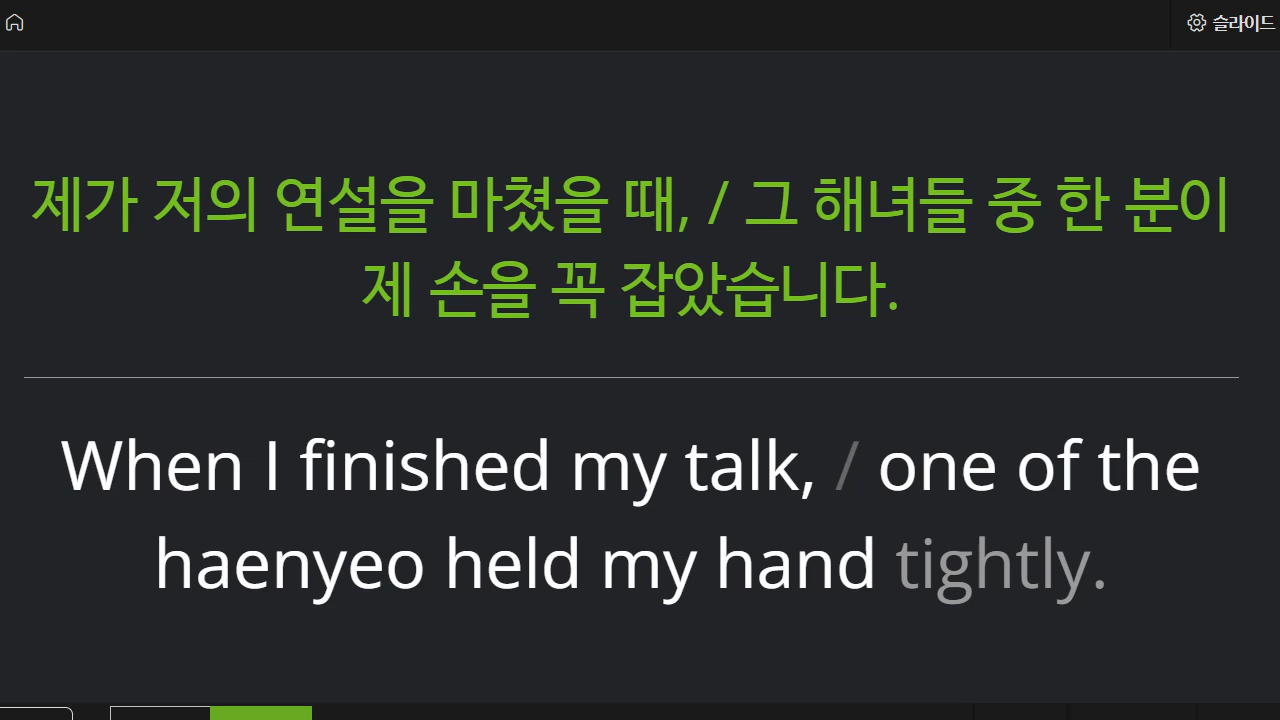 슬라이드
제가 저의 연설을 마쳤을 때, / 그 해녀들 중 한 분이
제 손을 꼭 잡았습니다.
When I finished my talk, / one of the
haenyeo held my hand tightly.